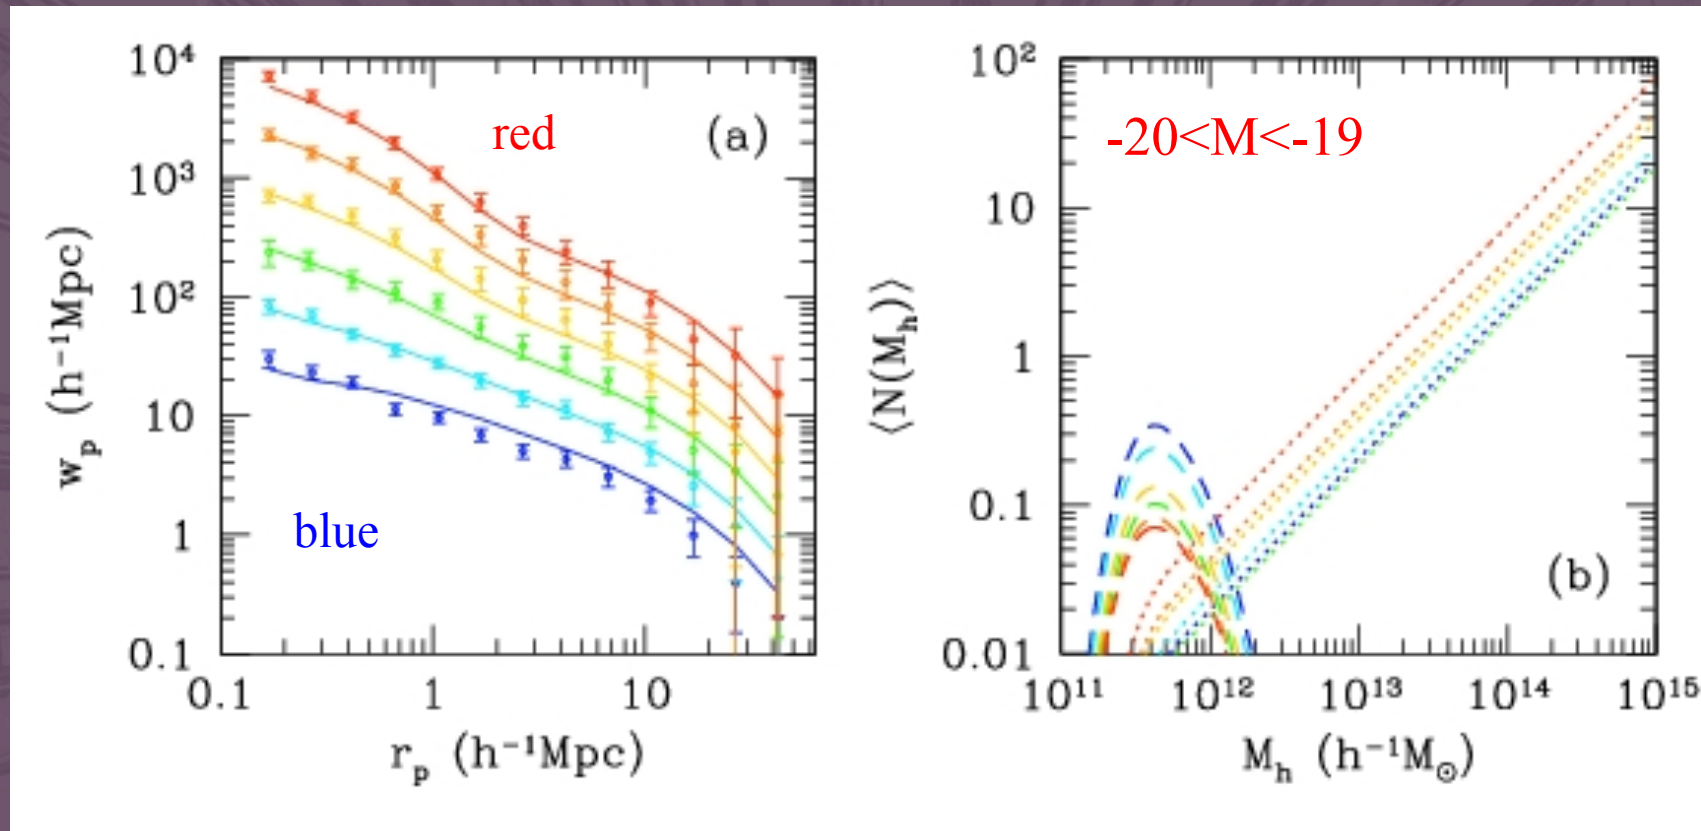 10⁴
10³
10²
10
1
0.1
0.1
1
10
w_p (h⁻¹Mpc)
r_p (h⁻¹Mpc)
red
(a)
blue
10²
10
1
0.1
0.01
10¹¹
10¹²
10¹³
10¹⁴
10¹⁵
⟨N(M_h)⟩
M_h (h⁻¹M_⊙)
-20<M<-19
(b)